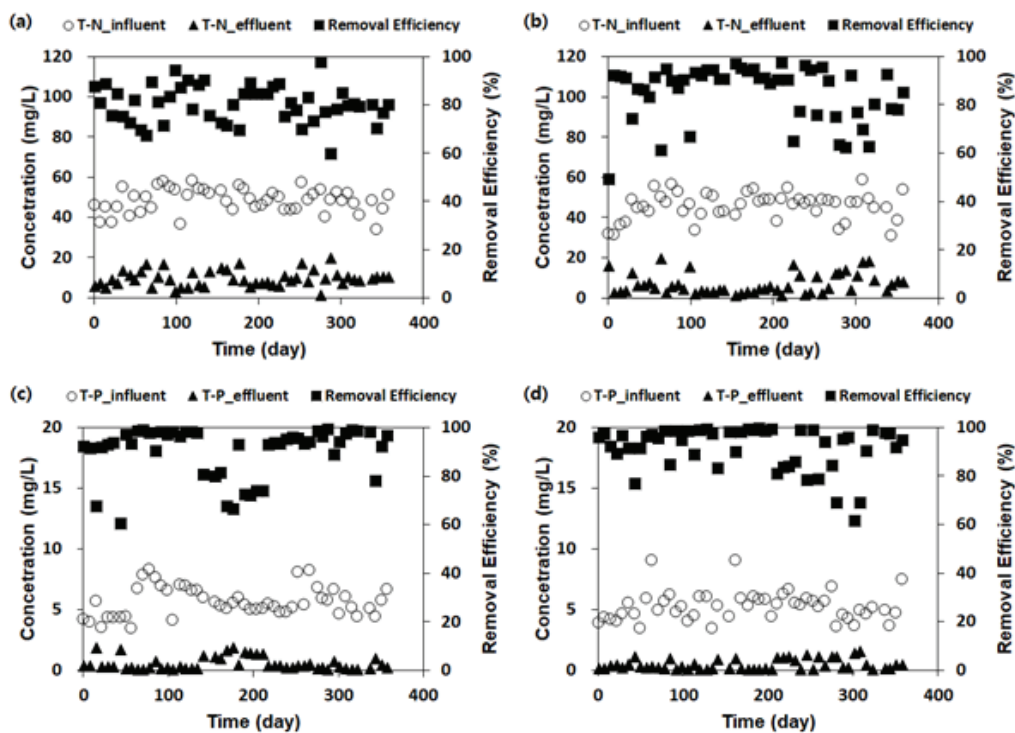 (a) ○T-N_influent ▲T-N_effluent ■Removal Efficiency
120 100
100 80
80 60
60 40
40 20
20 0
0
0 100 200 300 400
Concetration (mg/L)
Removal Efficiency (%)
Time (day)
(b) ○T-N_influent ▲T-N_effluent ■Removal Efficiency
120 100
100 80
80 60
60 40
40 20
20 0
0
0 100 200 300 400
Concetration (mg/L)
Removal Efficiency (%)
Time (day)
(c) ○T-P_influent ▲T-P_effluent ■Removal Efficiency
20 100
15 80
10 60
5 40
0 20
0
0 100 200 300 400
Concetration (mg/L)
Removal Efficiency (%)
Time (day)
(d) ○T-P_influent ▲T-P_effluent ■Removal Efficiency
20 100
15 80
10 60
5 40
0 20
0
0 100 200 300 400
Concetration (mg/L)
Removal Efficiency (%)
Time (day)